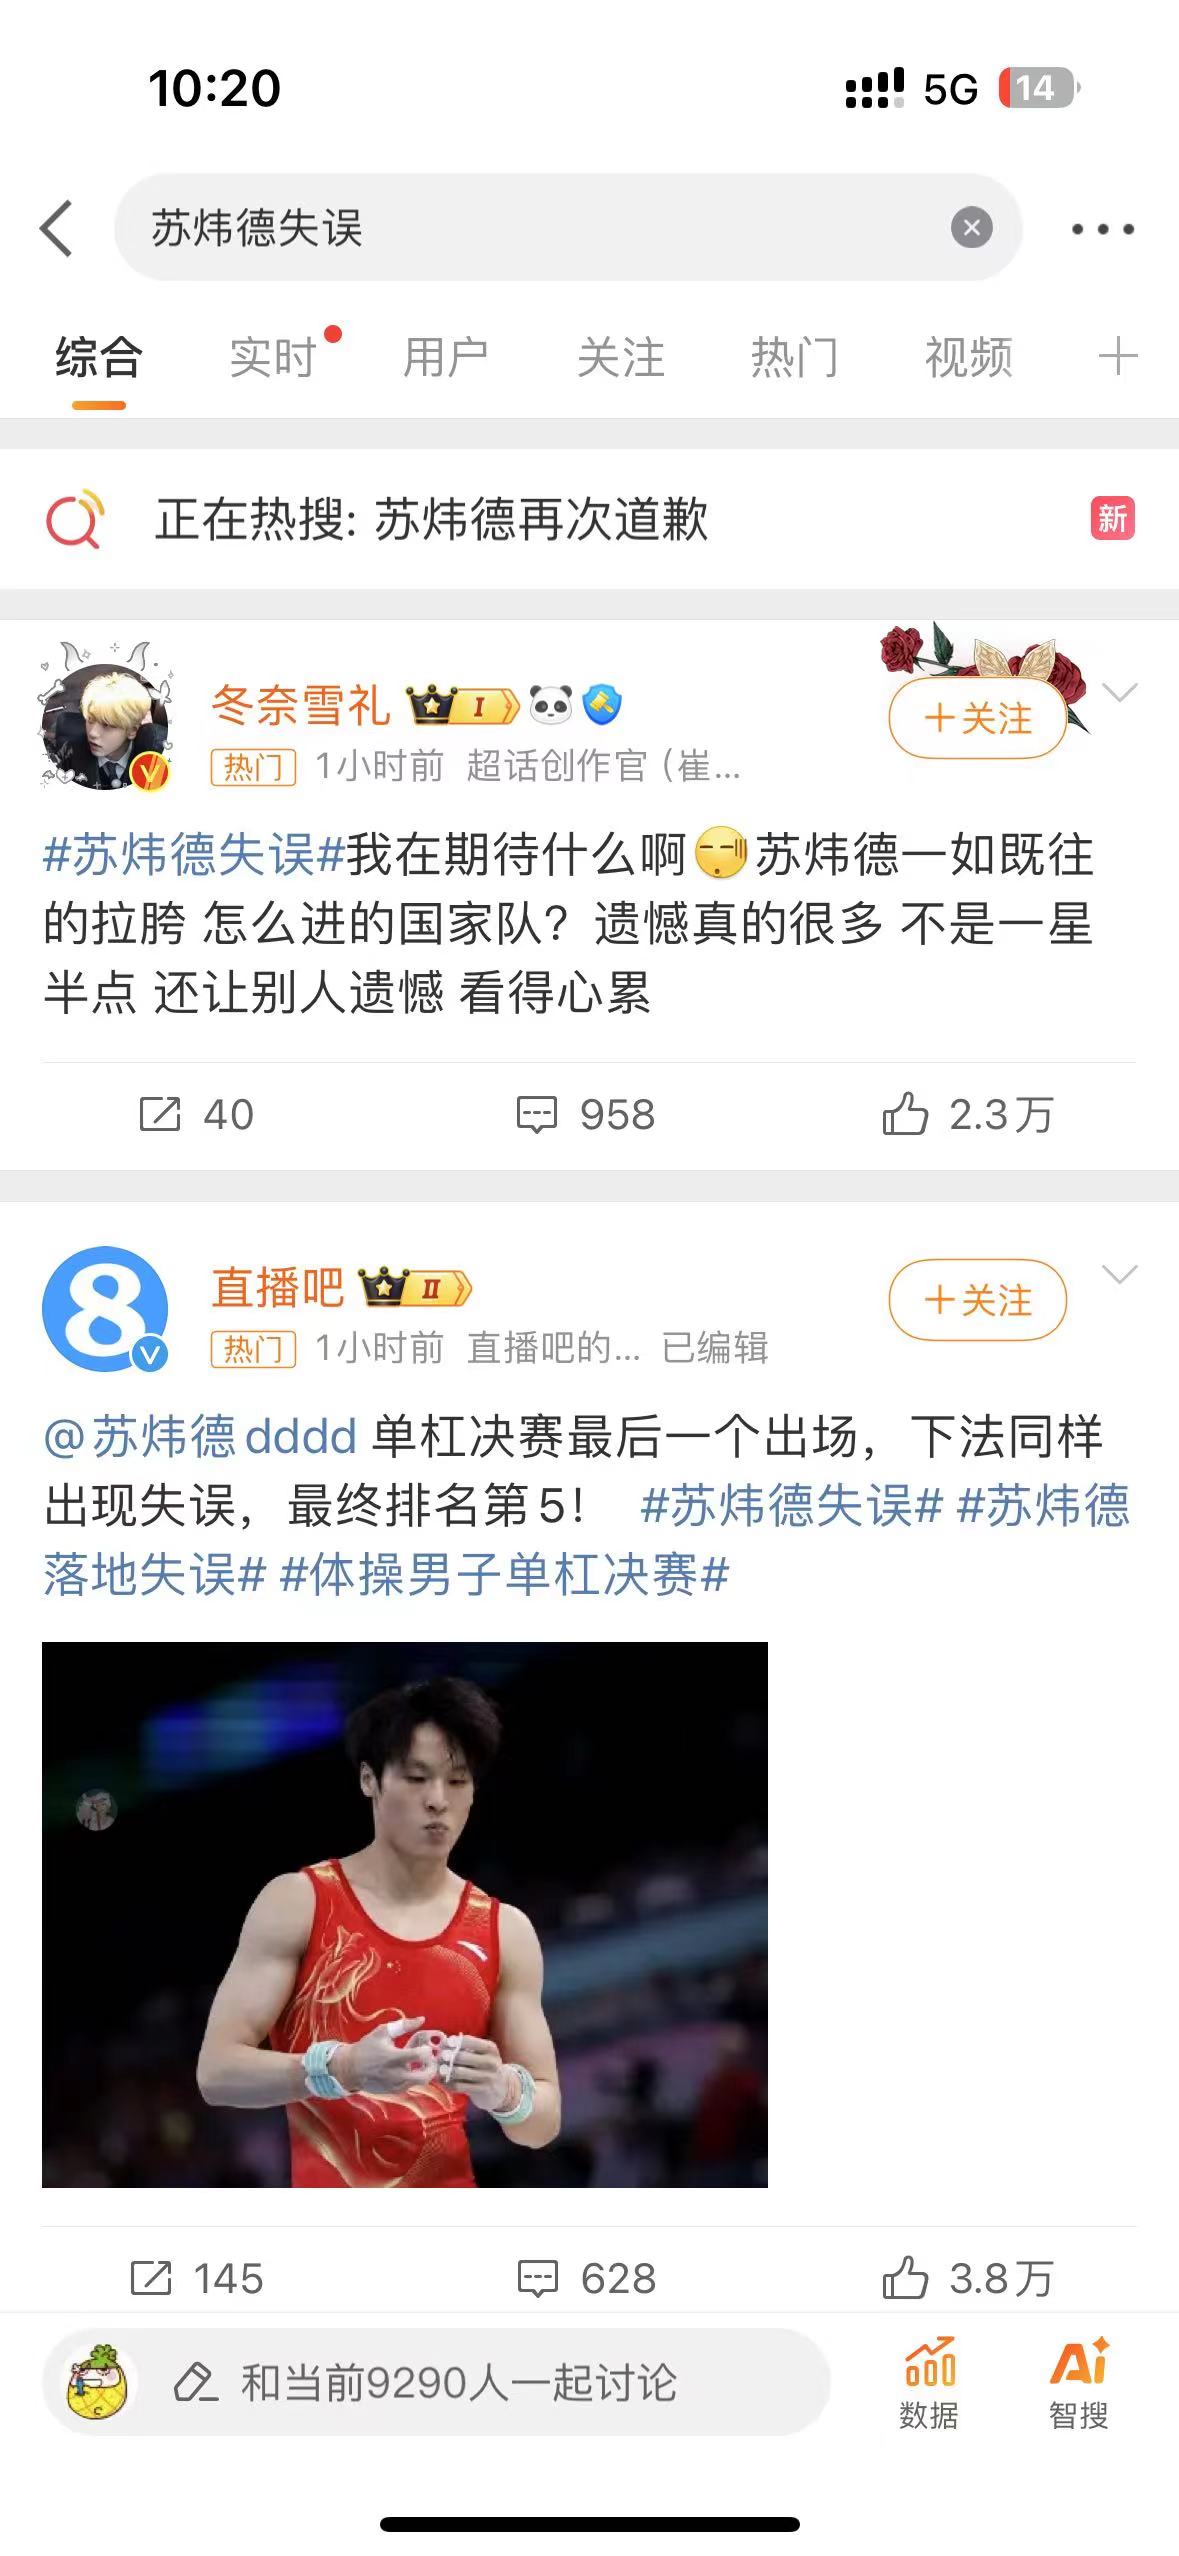 10:20
5G 14
苏炜德失误
综合 实时 用户 关注 热门 视频
正在热搜: 苏炜德再次道歉 新
冬奈雪礼 I
+关注
热门 1小时前 超话创作官 (崔...
#苏炜德失误#我在期待什么啊苏炜德一如既往
的拉胯 怎么进的国家队？遗憾真的很多 不是一星
半点 还让别人遗憾 看得心累
40 958 2.3万
直播吧 II
+关注
热门 1小时前 直播吧的... 已编辑
@苏炜德dddd 单杠决赛最后一个出场，下法同样
出现失误，最终排名第5！ #苏炜德失误# #苏炜德
落地失误# #体操男子单杠决赛#
145 628 3.8万
和当前9290人一起讨论
数据
Ai
智搜